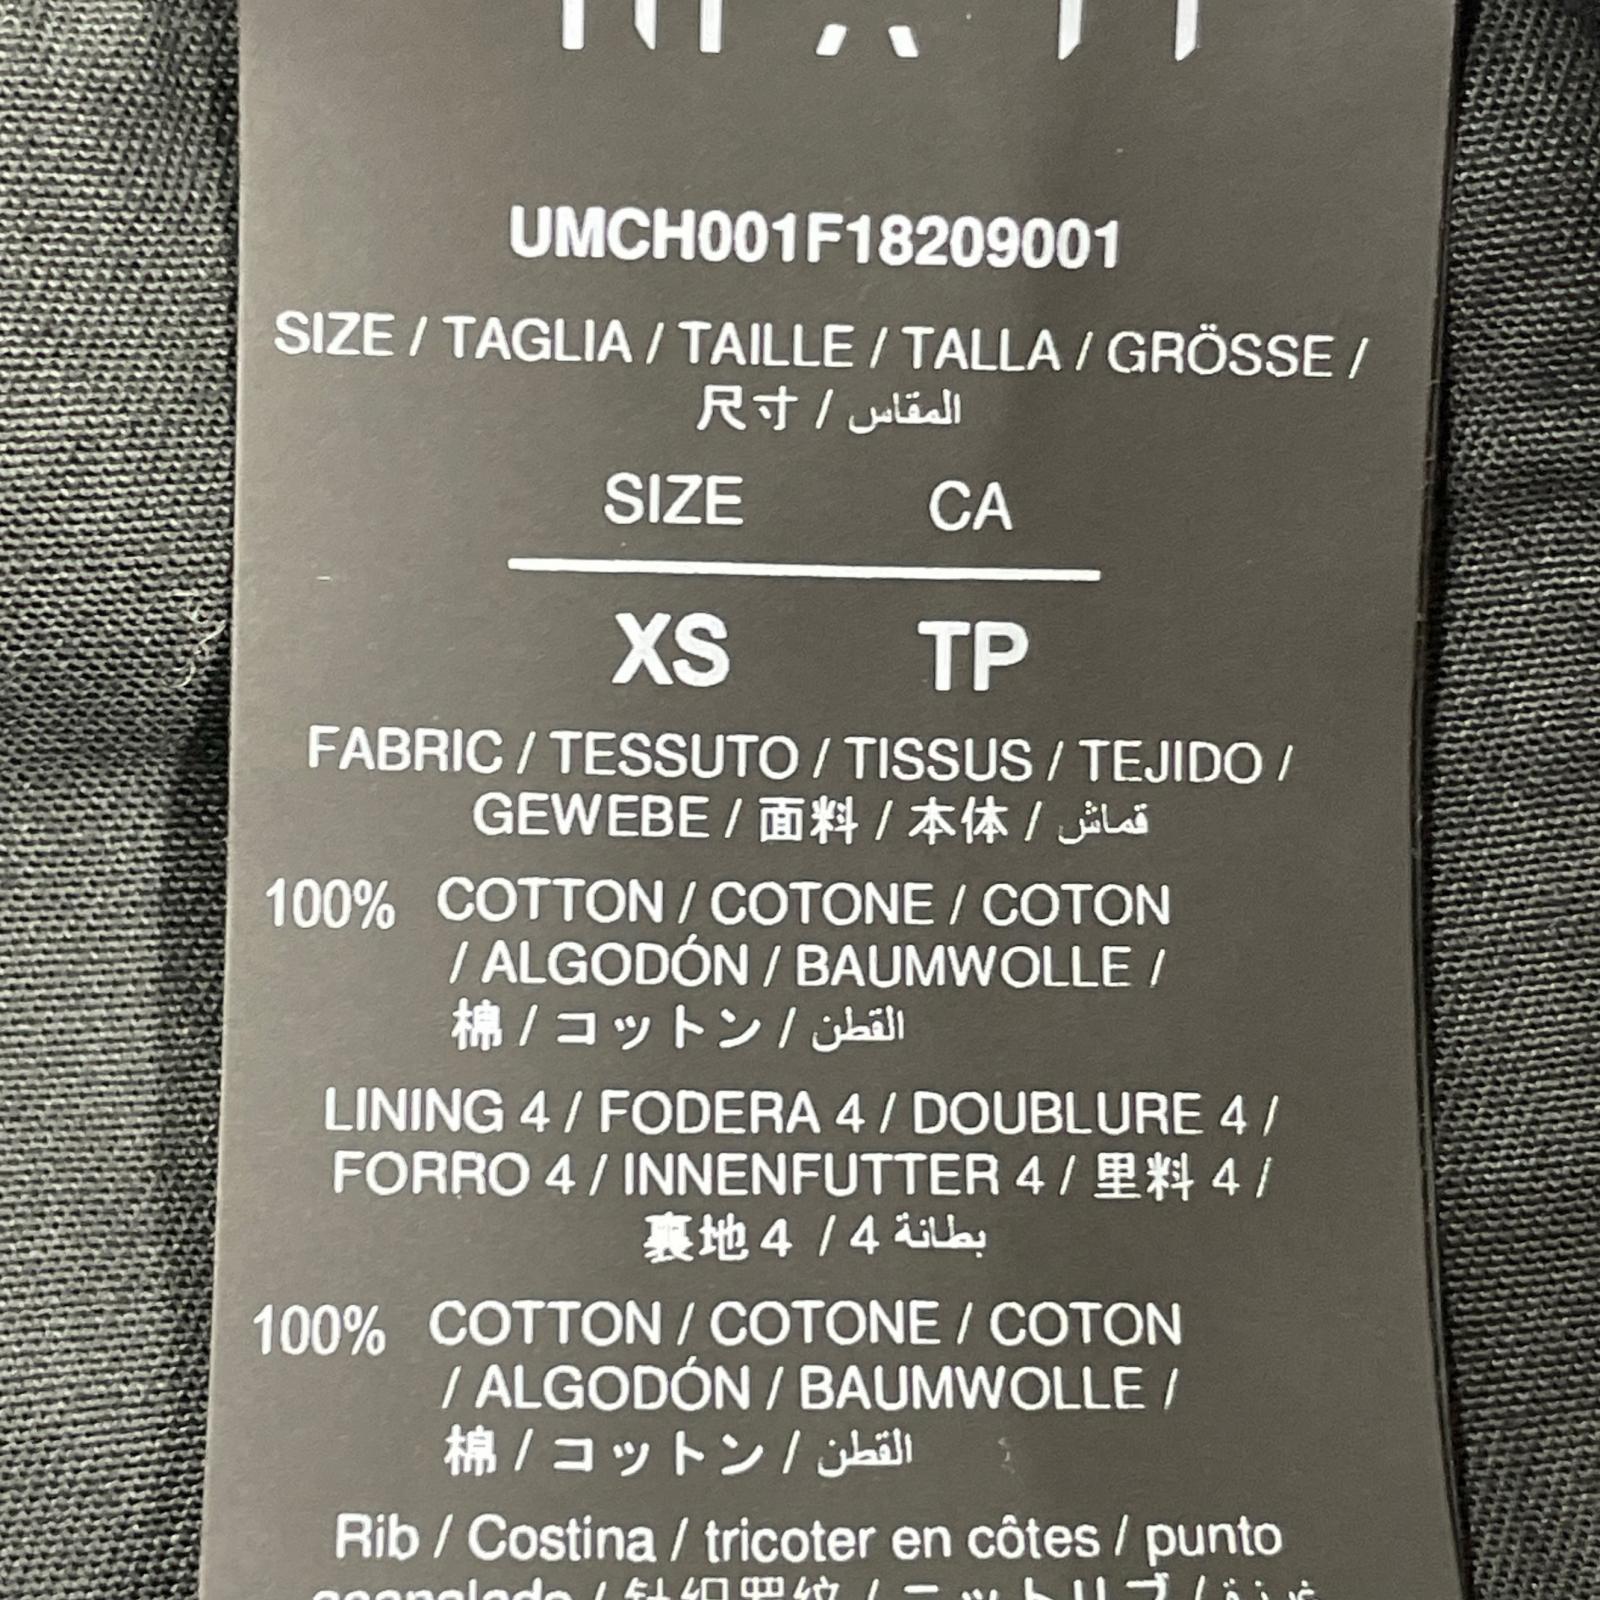 UMCH001F18209001
SIZE / TAGLIA / TAILLE / TALLA / GRÖSSE /
尺寸 / المقاس
SIZE CA
XS TP
FABRIC / TESSUTO / TISSUS / TEJIDO /
GEWEBE / 面料 / 本体 / قماش
100% COTTON / COTONE / COTON
/ ALGODÓN / BAUMWOLLE /
棉 / コットン / القطن
LINING 4 / FODERA 4 / DOUBLURE 4 /
FORRO 4 / INNENFUTTER 4 / 里料 4 /
裏地 4 / 4 بطانة
100% COTTON / COTONE / COTON
/ ALGODÓN / BAUMWOLLE /
棉 / コットン / القطن
Rib / Costina / tricoter en côtes / punto